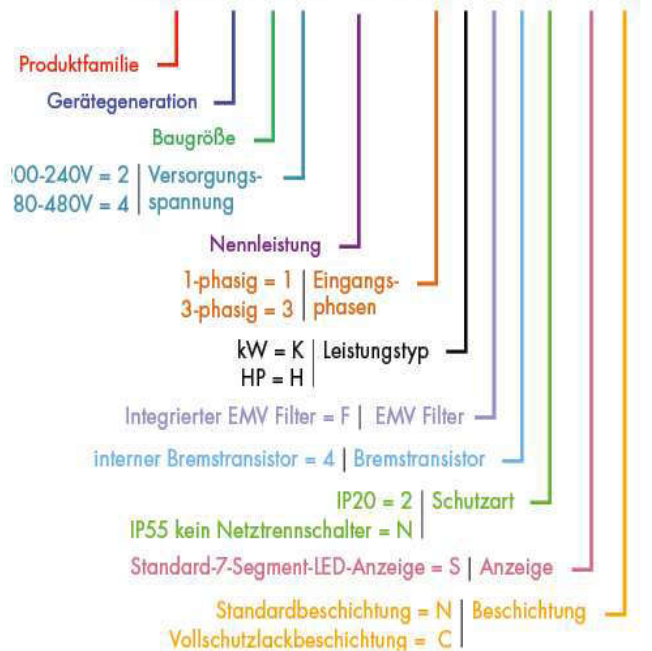 Produktfamilie
Gerätegeneration
Baugröße
00-240V = 2 | Versorgungs-
80-480V = 4 | spannung
Nennleistung
1-phasig = 1 | Eingangs-
3-phasig = 3 | phasen
kW = K | Leistungstyp
HP = H
Integrierter EMV Filter = F | EMV Filter
interner Bremstransistor = 4 | Bremstransistor
IP20 = 2 | Schutzart
IP55 kein Netztrennschalter = N
Standard-7-Segment-LED-Anzeige = S | Anzeige
Standardbeschichtung = N | Beschichtung
Vollschutzlackbeschichtung = C